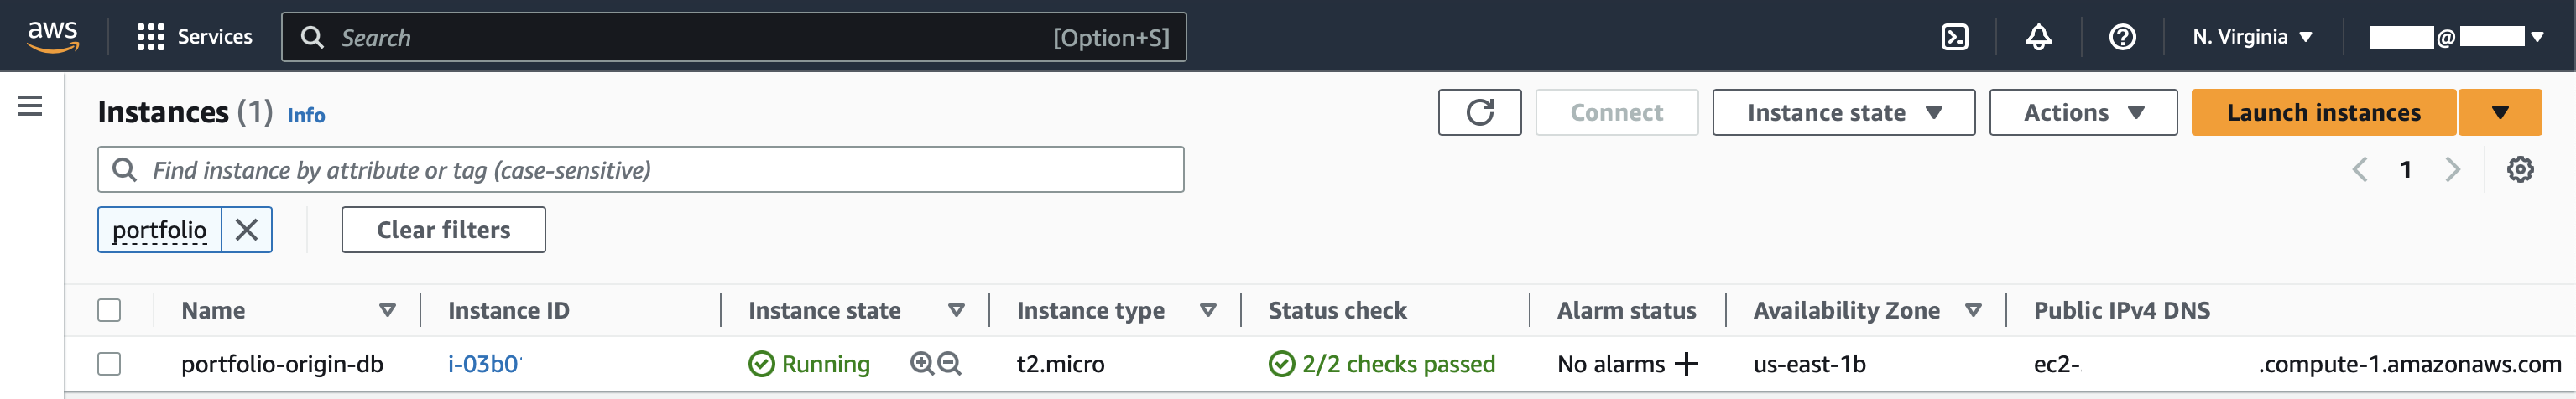 aws Services Search [Option+S] N. Virginia @
Instances (1) Info Connect Instance state Actions Launch instances
Find instance by attribute or tag (case-sensitive) 1
portfolio Clear filters
Name Instance ID Instance state Instance type Status check Alarm status Availability Zone Public IPv4 DNS
portfolio-origin-db i-03b0 Running t2.micro 2/2 checks passed No alarms + us-east-1b ec2- .compute-1.amazonaws.com